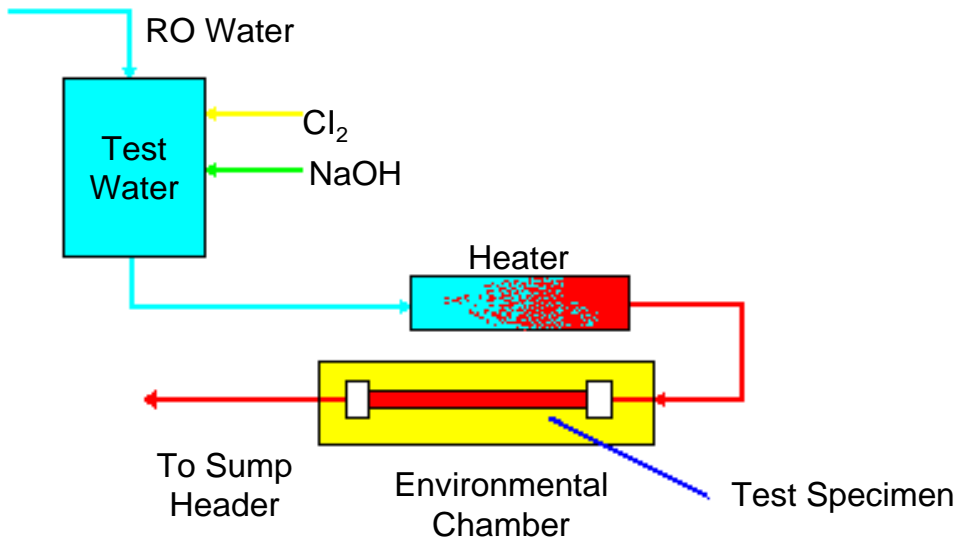 RO Water
Cl₂
Test
Water
NaOH
Heater
To Sump
Header
Environmental
Chamber
Test Specimen